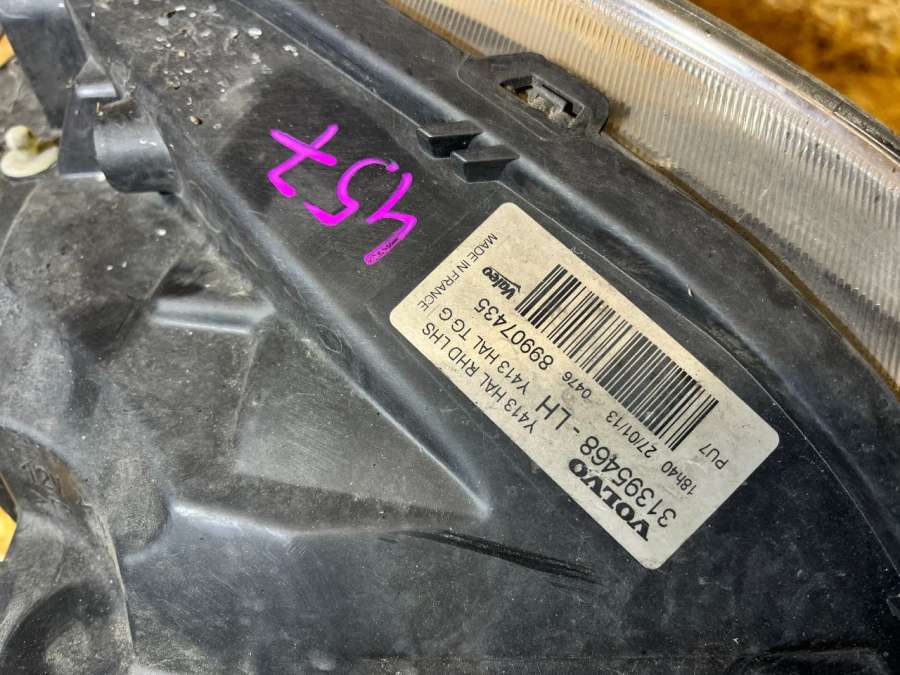 457
VOLVO
31395468 - LH
Y413 HAL RHD LHS
Y413 HAL TG G
89907435
MADE IN FRANCE
Valeo
0476
18h40 27/01/13
PU7